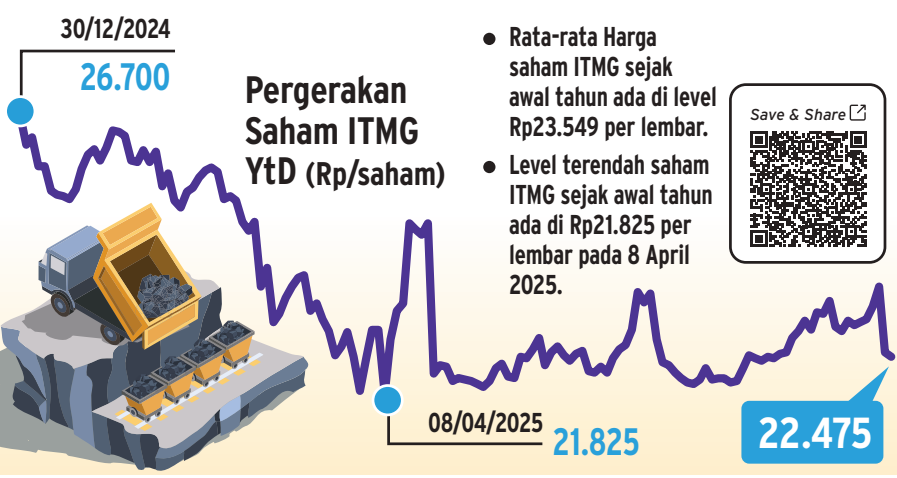 30/12/2024
26.700
Pergerakan
Saham ITMG
YtD (Rp/saham)
● Rata-rata Harga
saham ITMG sejak
awal tahun ada di level
Rp23.549 per lembar.
● Level terendah saham
ITMG sejak awal tahun
ada di Rp21.825 per
lembar pada 8 April
2025.
Save & Share
08/04/2025
21.825
22.475